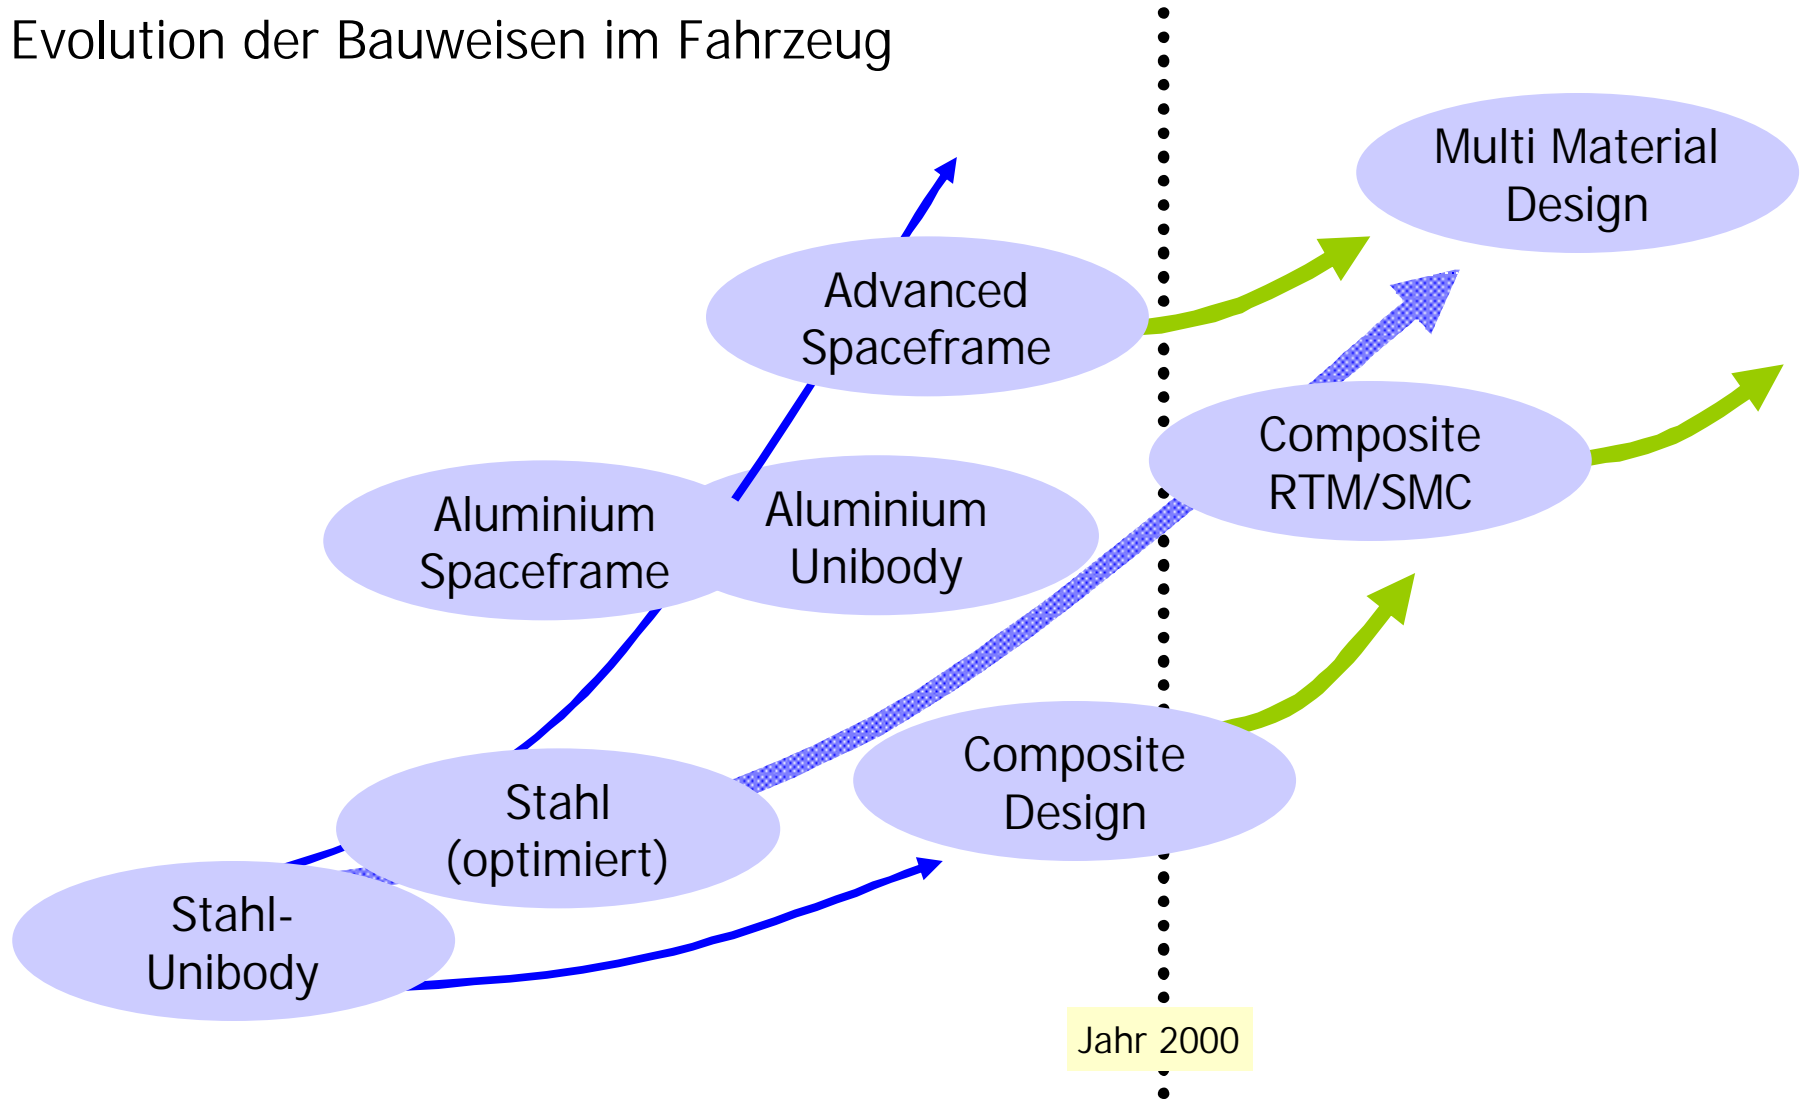 Evolution der Bauweisen im Fahrzeug
Multi Material
Design
Advanced
Spaceframe
Composite
RTM/SMC
Aluminium
Spaceframe
Aluminium
Unibody
Composite
Design
Stahl
(optimiert)
Stahl-
Unibody
Jahr 2000